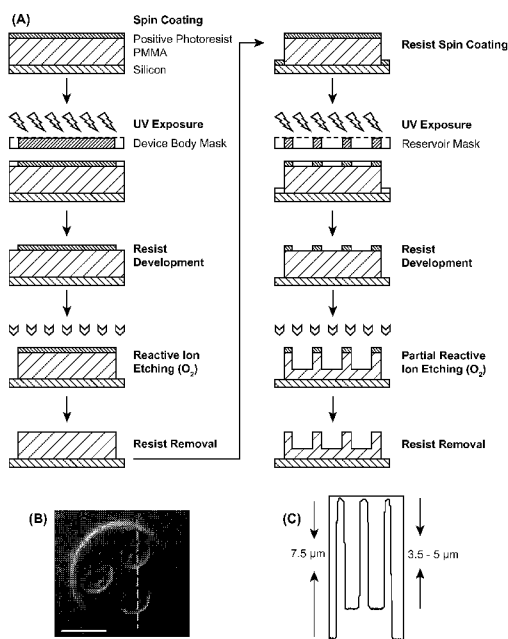 (A)
Spin Coating
Positive Photoresist
PMMA
Silicon
UV Exposure
Device Body Mask
Resist
Development
Reactive Ion
Etching (O₂)
Resist Removal
Resist Spin Coating
UV Exposure
Reservoir Mask
Resist
Development
Partial Reactive
Ion Etching (O₂)
Resist Removal
(B)
(C)
7.5 µm
3.5 - 5 µm